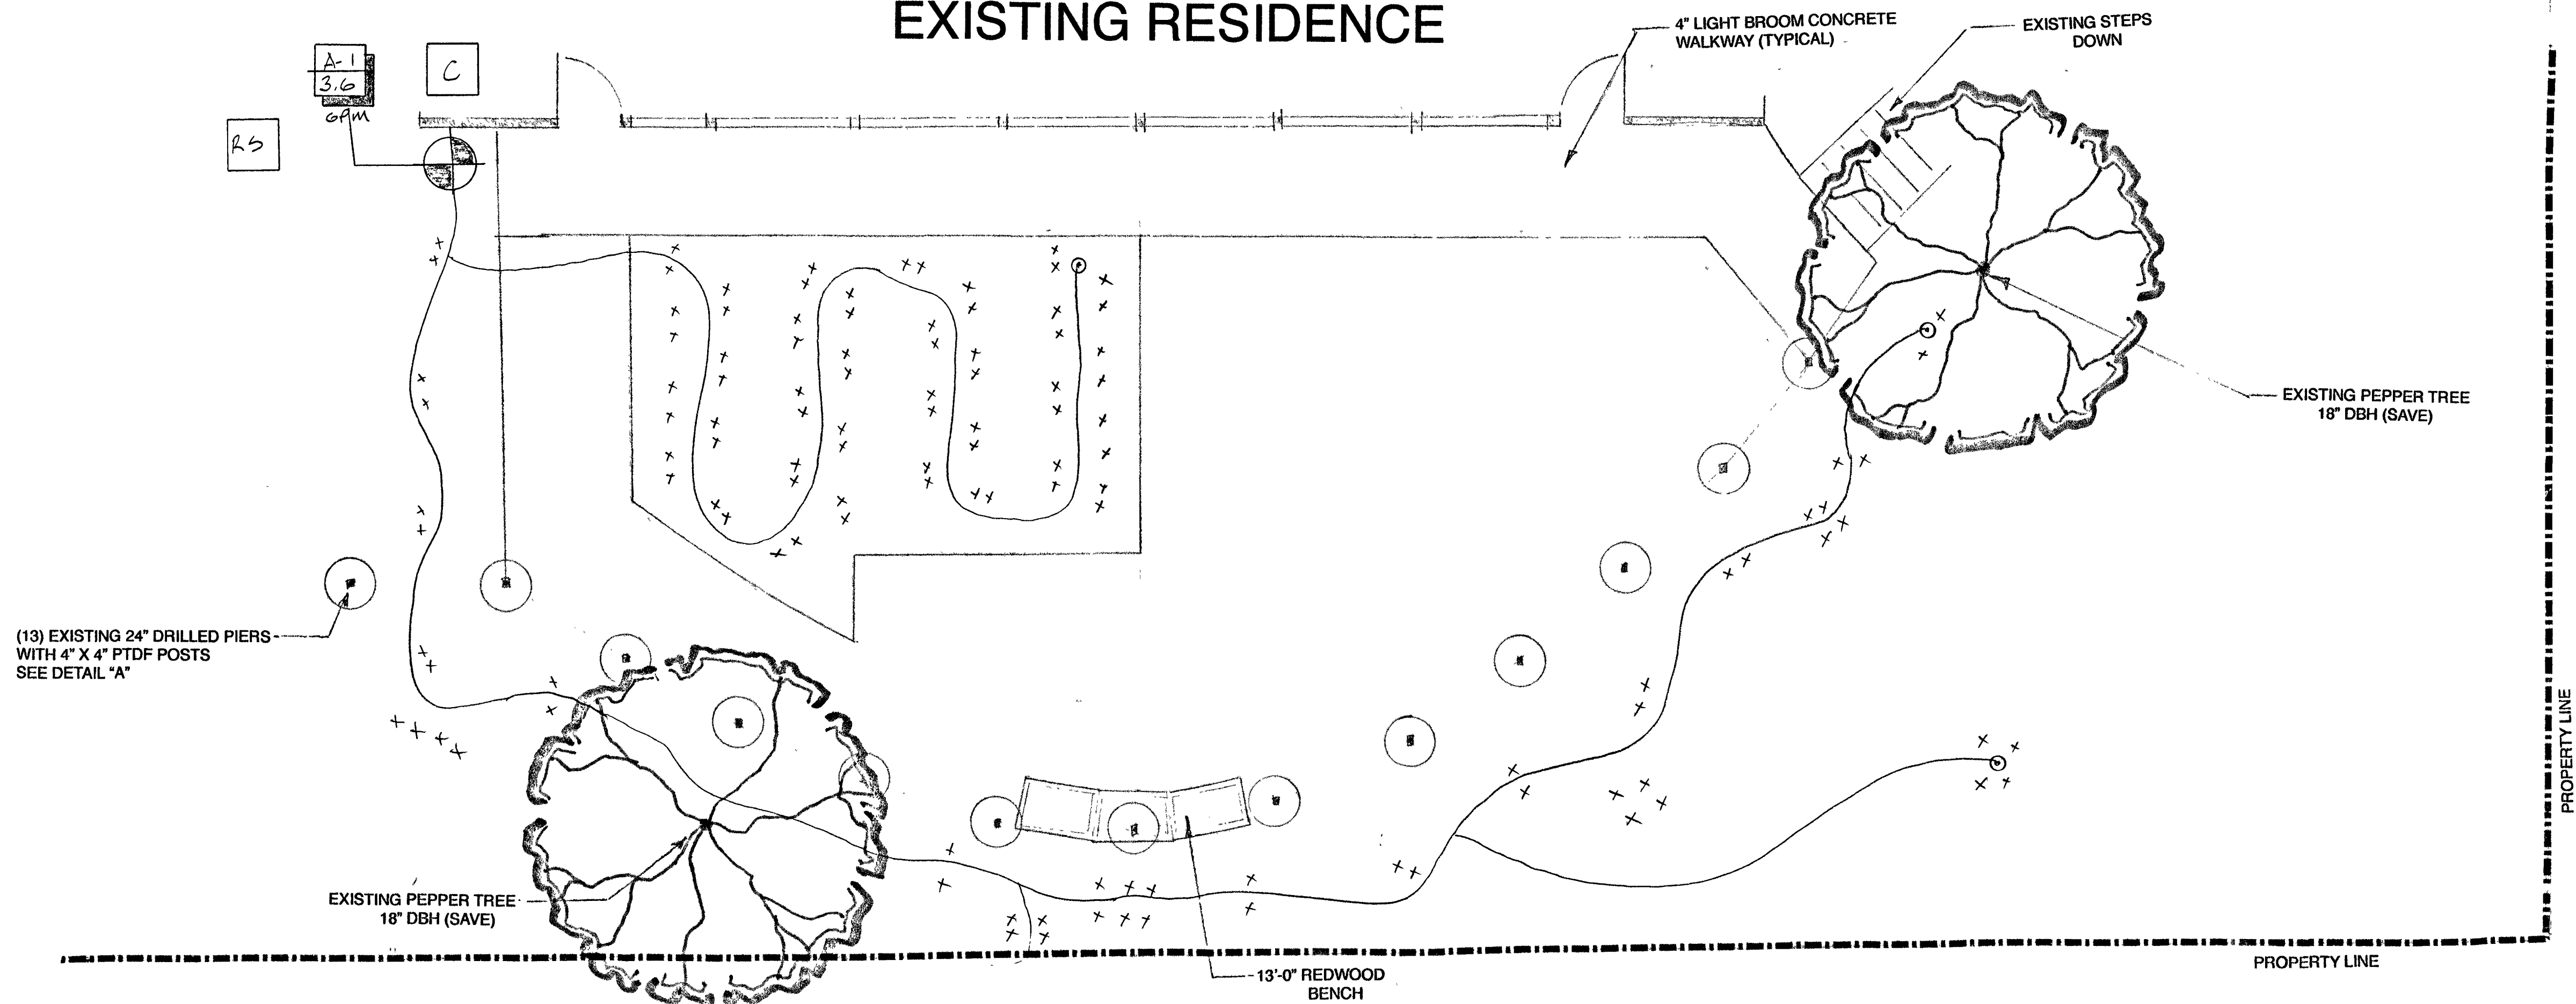 EXISTING RESIDENCE
4" LIGHT BROOM CONCRETE
WALKWAY (TYPICAL)
EXISTING STEPS
DOWN
A-1
3.6
GPM
C
RS
EXISTING PEPPER TREE
18" DBH (SAVE)
(13) EXISTING 24" DRILLED PIERS
WITH 4" X 4" PTDF POSTS
SEE DETAIL "A"
PROPERTY LINE
EXISTING PEPPER TREE
18" DBH (SAVE)
13'-0" REDWOOD
BENCH
PROPERTY LINE